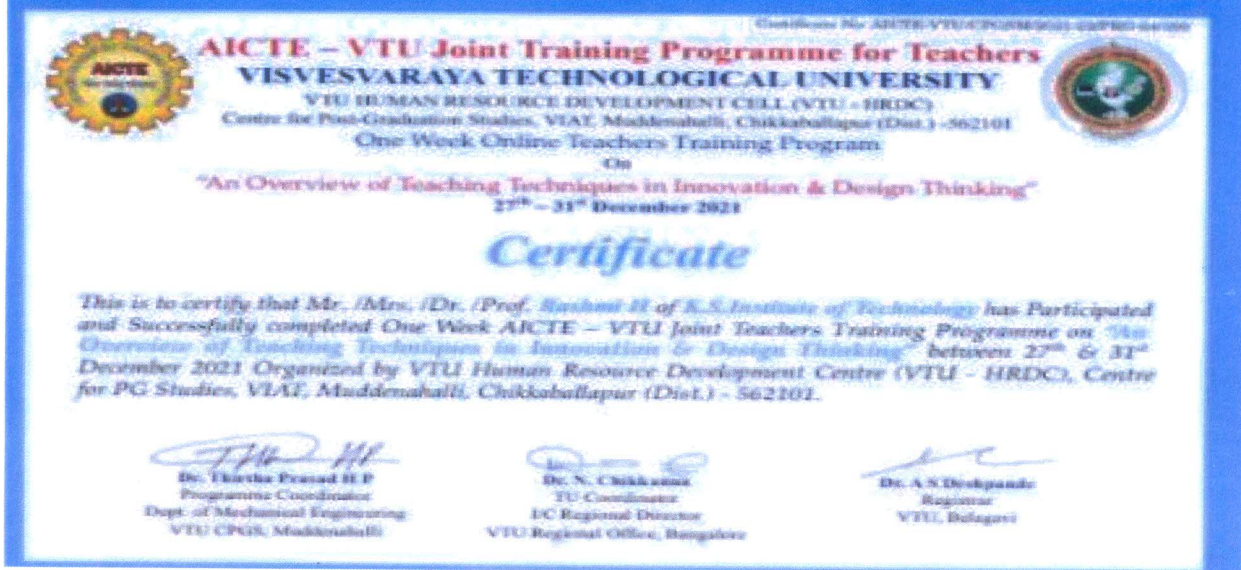 AICTE – VTU Joint Training Programme for Teachers
AICTE
VISVESVARAYA TECHNOLOGICAL UNIVERSITY
VTU HUMAN RESOURCE DEVELOPMENT CELL (VTU - HRDC)
Centre for Post-Graduation Studies, VIAT, Muddenahalli, Chikkaballapur (Dist.) -562101
One Week Online Teachers Training Program
On
"An Overview of Teaching Techniques in Innovation & Design Thinking"
27th – 31st December 2021
Certificate
This is to certify that Mr. /Mrs. /Dr. /Prof. Rashmi H of K.S.Institute of Technology has Participated
and Successfully completed One Week AICTE – VTU Joint Teachers Training Programme on "An
Overview of Teaching Techniques in Innovation & Design Thinking" between 27th & 31st
December 2021 Organized by VTU Human Resource Development Centre (VTU - HRDC), Centre
for PG Studies, VIAT, Muddenahalli, Chikkaballapur (Dist.) - 562101.
Dr. Prasad H P
Dr. N. Chikkanna
Dr. A S Deshpande
Programme Coordinator
TU Coordinator
Registrar
Dept. of Mechanical Engineering
I/C Regional Director
VTU, Belagavi
VTU CPGS, Muddenahalli
VTU Regional Office, Bangalore